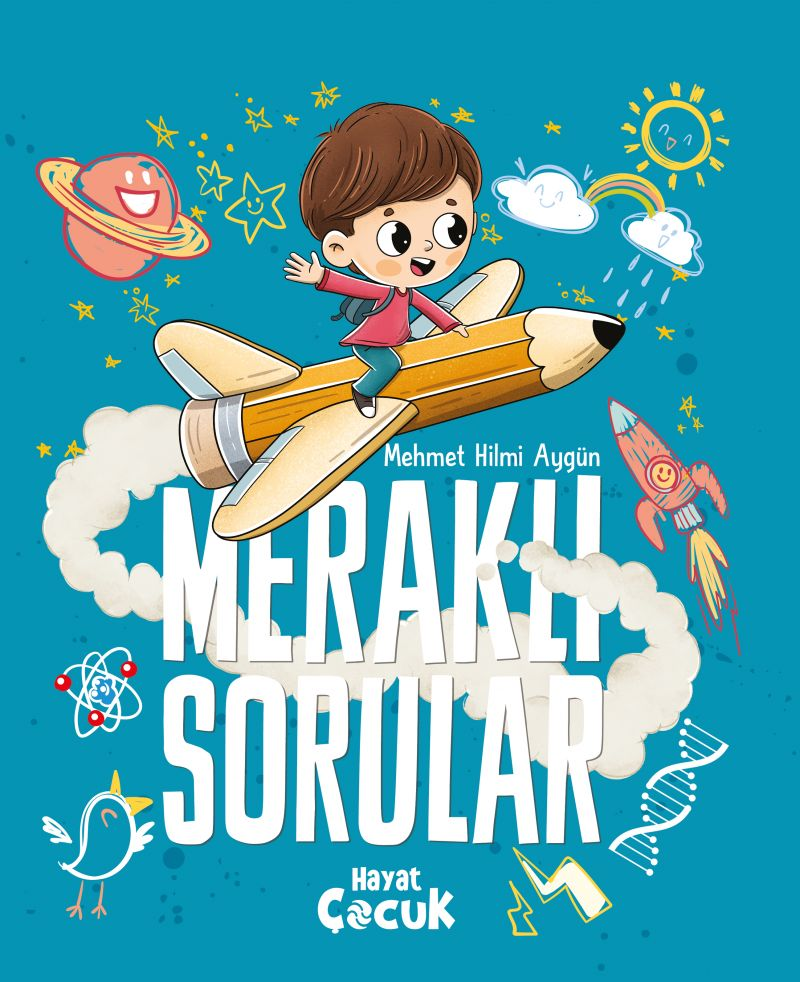 Mehmet Hilmi Aygün
MERAKLI
SORULAR
Hayat
Çocuk